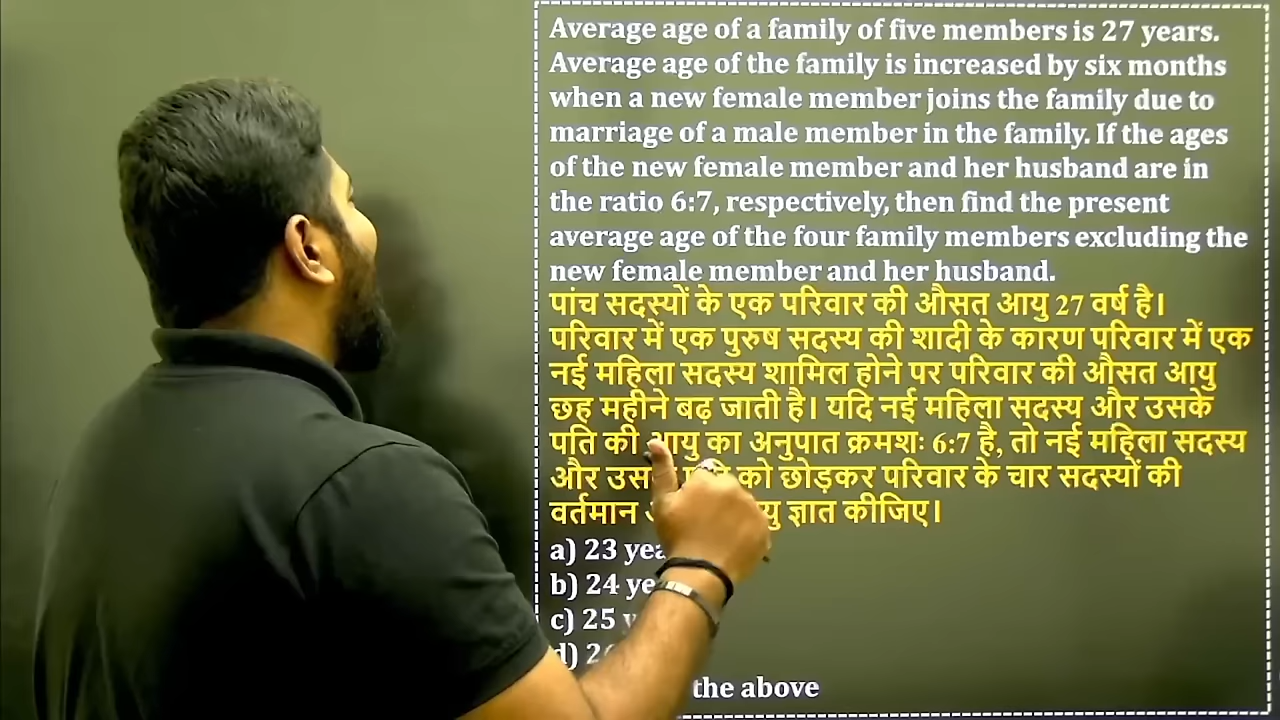 Average age of a family of five members is 27 years.
Average age of the family is increased by six months
when a new female member joins the family due to
marriage of a male member in the family. If the ages
of the new female member and her husband are in
the ratio 6:7, respectively, then find the present
average age of the four family members excluding the
new female member and her husband.
पांच सदस्यों के एक परिवार की औसत आयु 27 वर्ष है।
परिवार में एक पुरुष सदस्य की शादी के कारण परिवार में एक
नई महिला सदस्य शामिल होने पर परिवार की औसत आयु
छह महीने बढ़ जाती है। यदि नई महिला सदस्य और उसके
पति की आयु का अनुपात क्रमशः 6:7 है, तो नई महिला सदस्य
और को छोड़कर परिवार के चार सदस्यों की
वर्तमान ज्ञात कीजिए।
a) 23
b) 24
c) 25
d)
the above